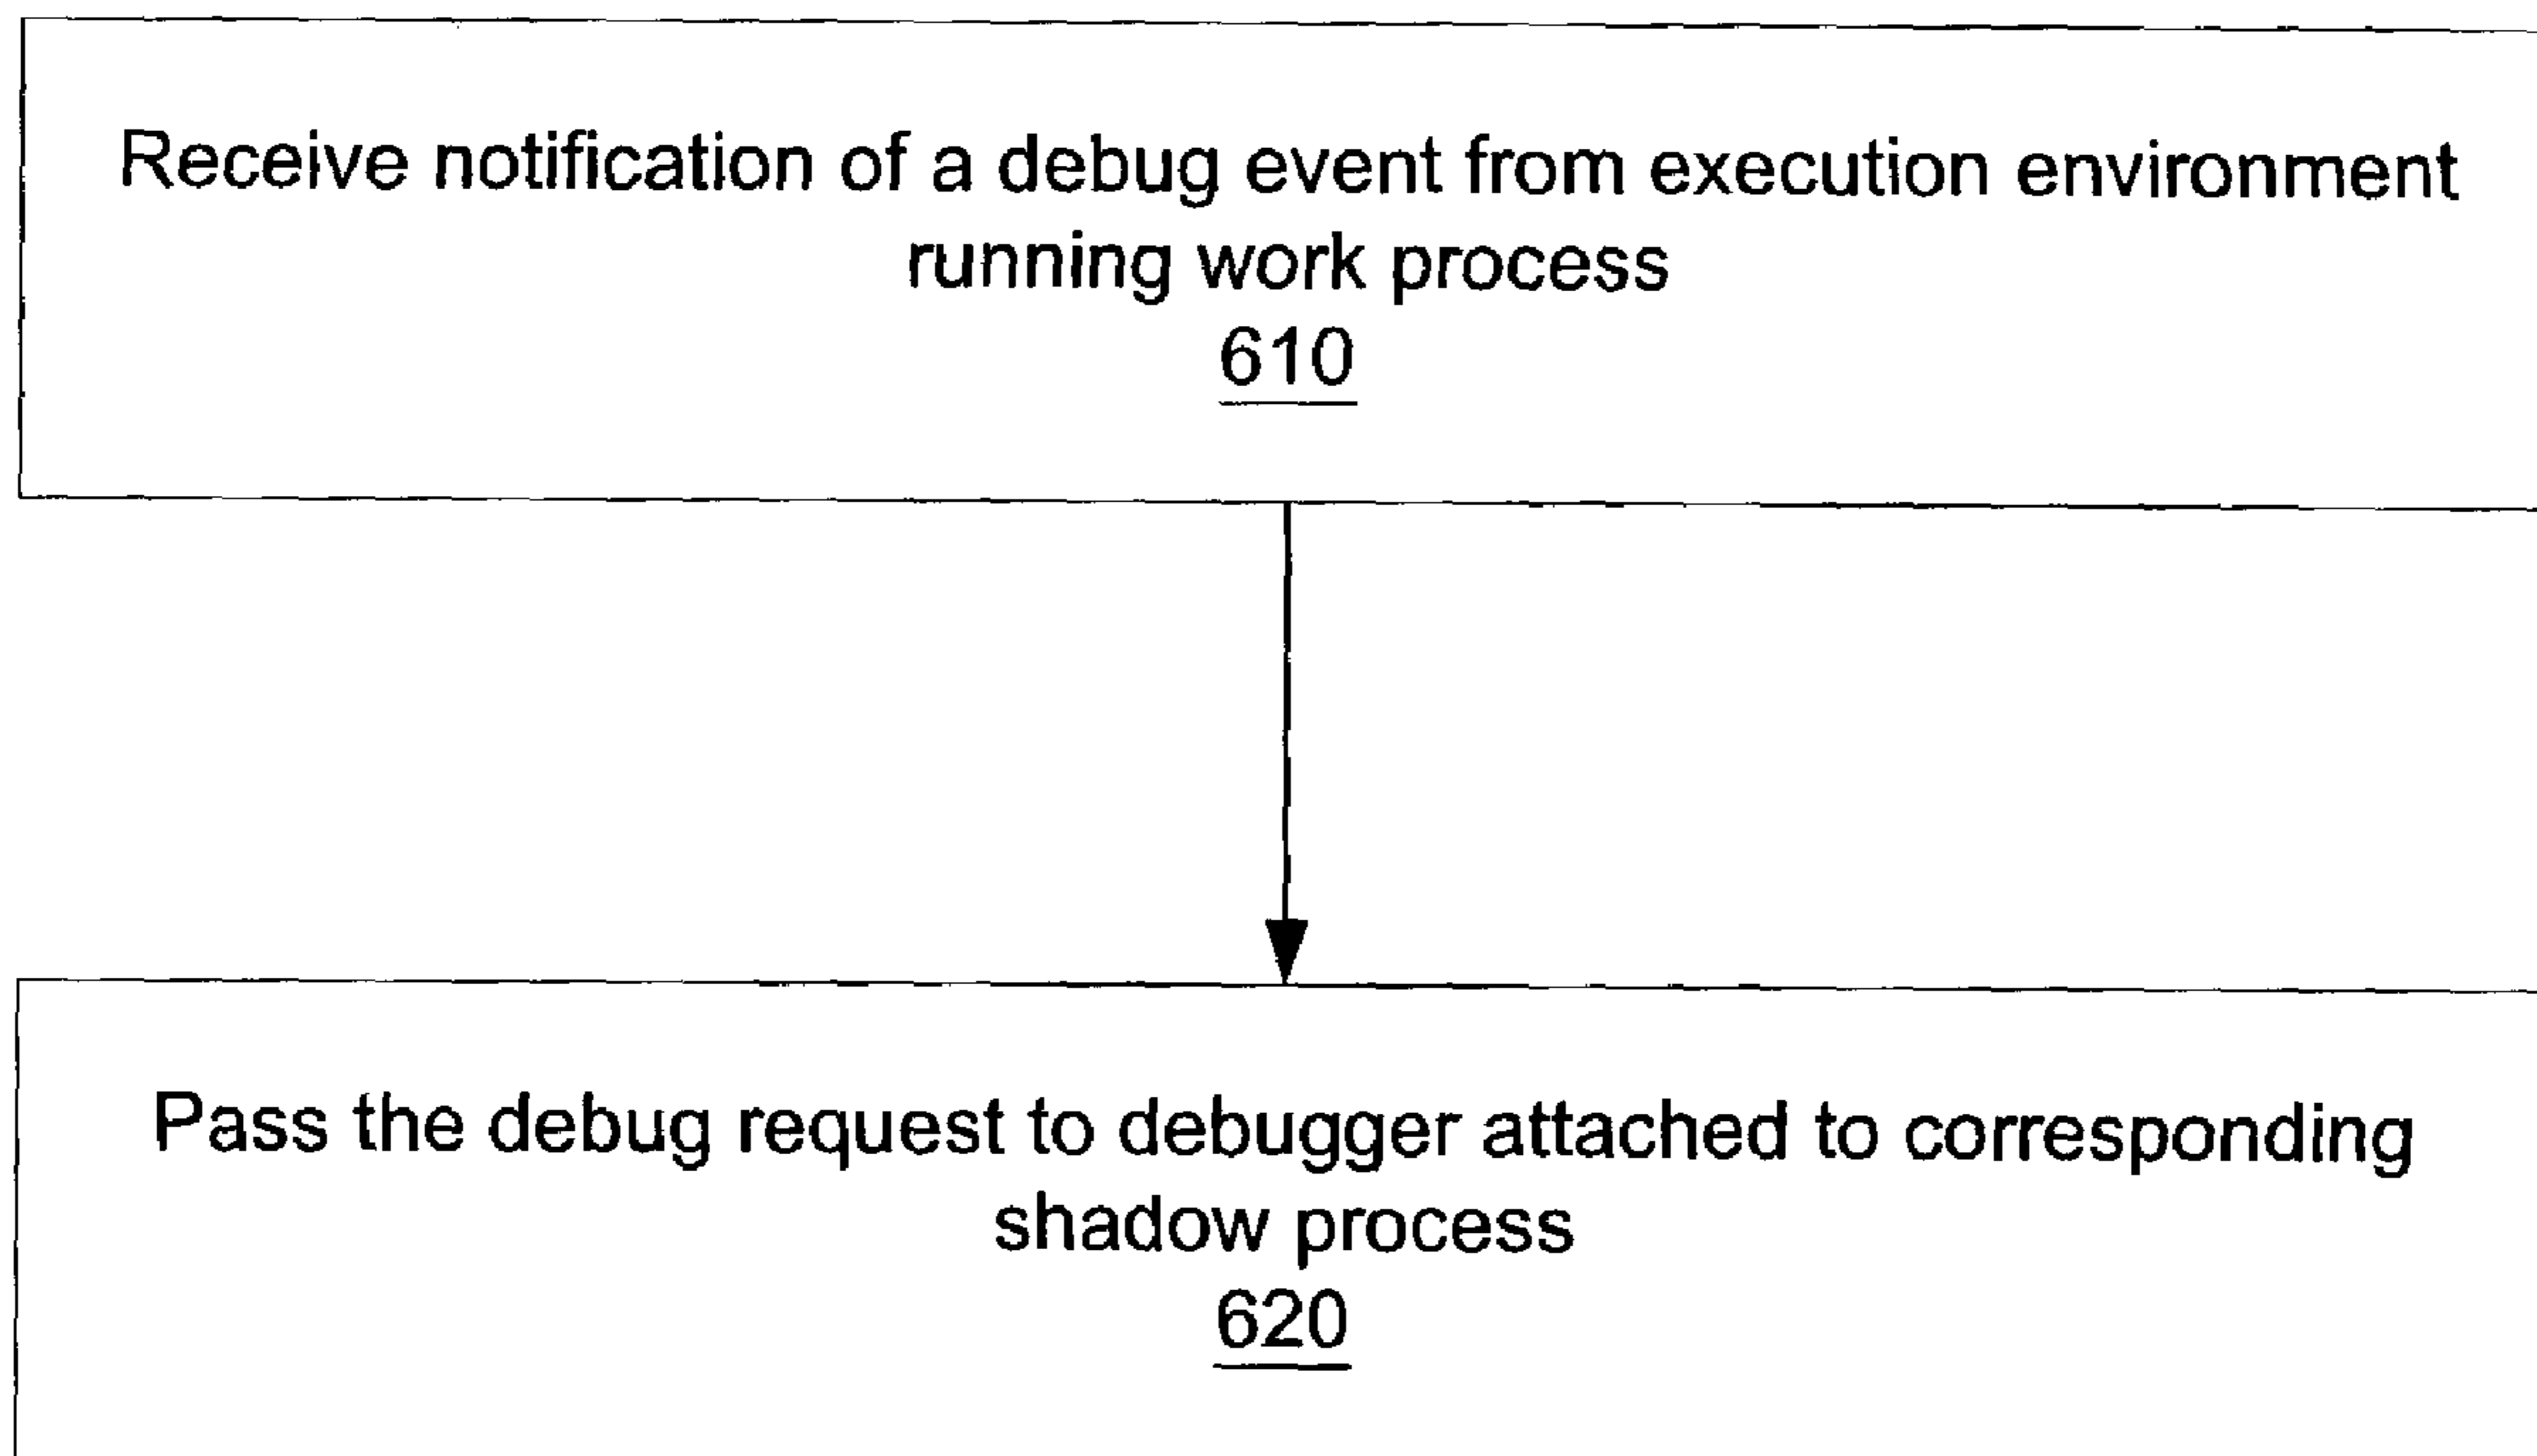 Receive notification of a debug event from execution environment
running work process
610
Pass the debug request to debugger attached to corresponding
shadow process
620